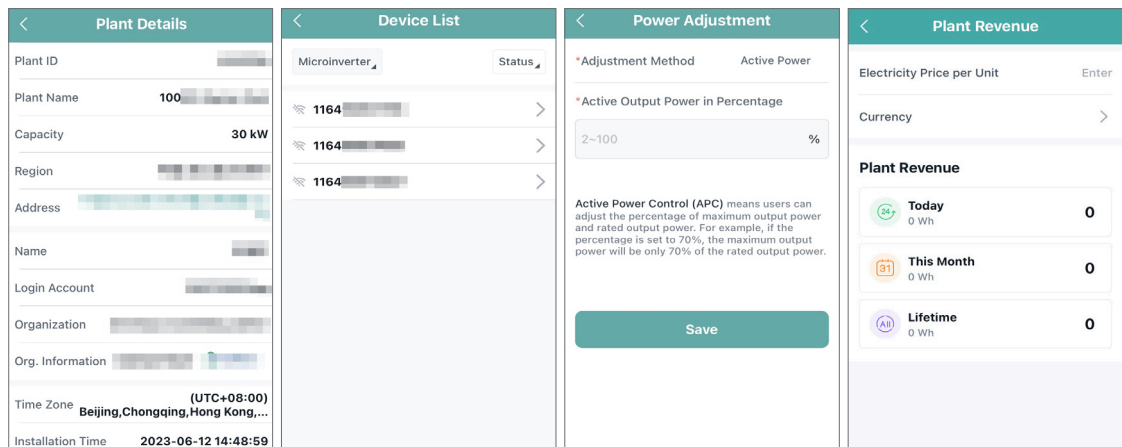 Plant Details
Plant ID
Plant Name 100
Capacity 30 kW
Region
Address
Name
Login Account
Organization
Org. Information
Time Zone (UTC+08:00)
Beijing,Chongqing,Hong Kong,...
Installation Time 2023-06-12 14:48:59
Device List
Microinverter Status
1164
1164
1164
Power Adjustment
*Adjustment Method Active Power
*Active Output Power in Percentage
2~100 %
Active Power Control (APC) means users can
adjust the percentage of maximum output power
and rated output power. For example, if the
percentage is set to 70%, the maximum output
power will be only 70% of the rated output power.
Save
Plant Revenue
Electricity Price per Unit Enter
Currency
Plant Revenue
24 Today 0
0 Wh
31 This Month 0
0 Wh
All Lifetime 0
0 Wh